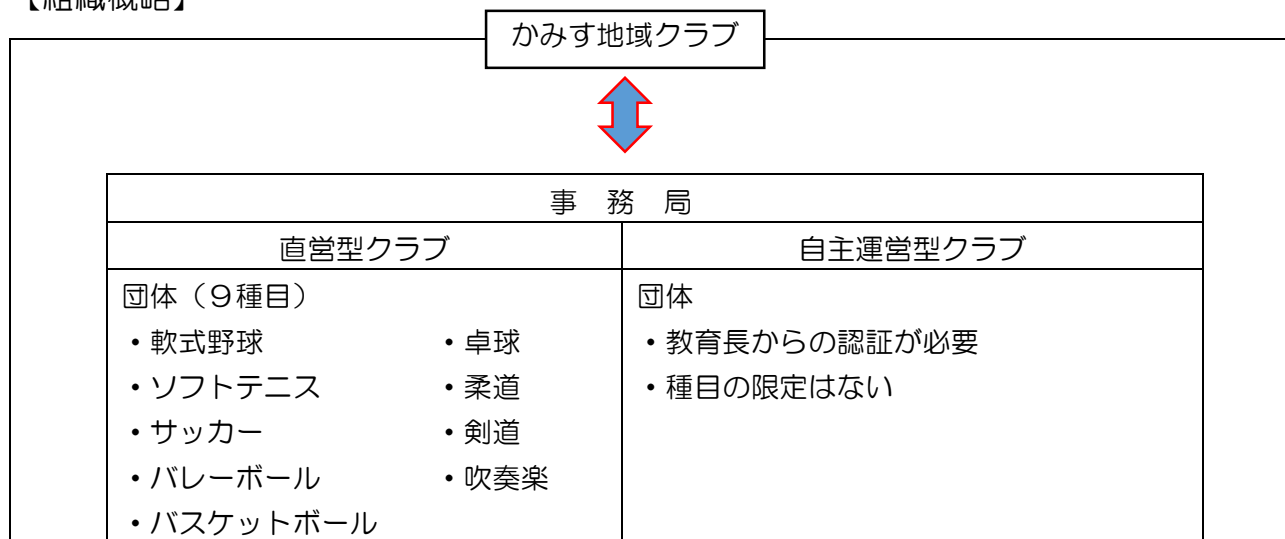 【組織概略】
かみす地域クラブ
事 務 局
直営型クラブ
自主運営型クラブ
団体（９種目）
・軟式野球 ・卓球
・ソフトテニス ・柔道
・サッカー ・剣道
・バレーボール ・吹奏楽
・バスケットボール
団体
・教育長からの認証が必要
・種目の限定はない